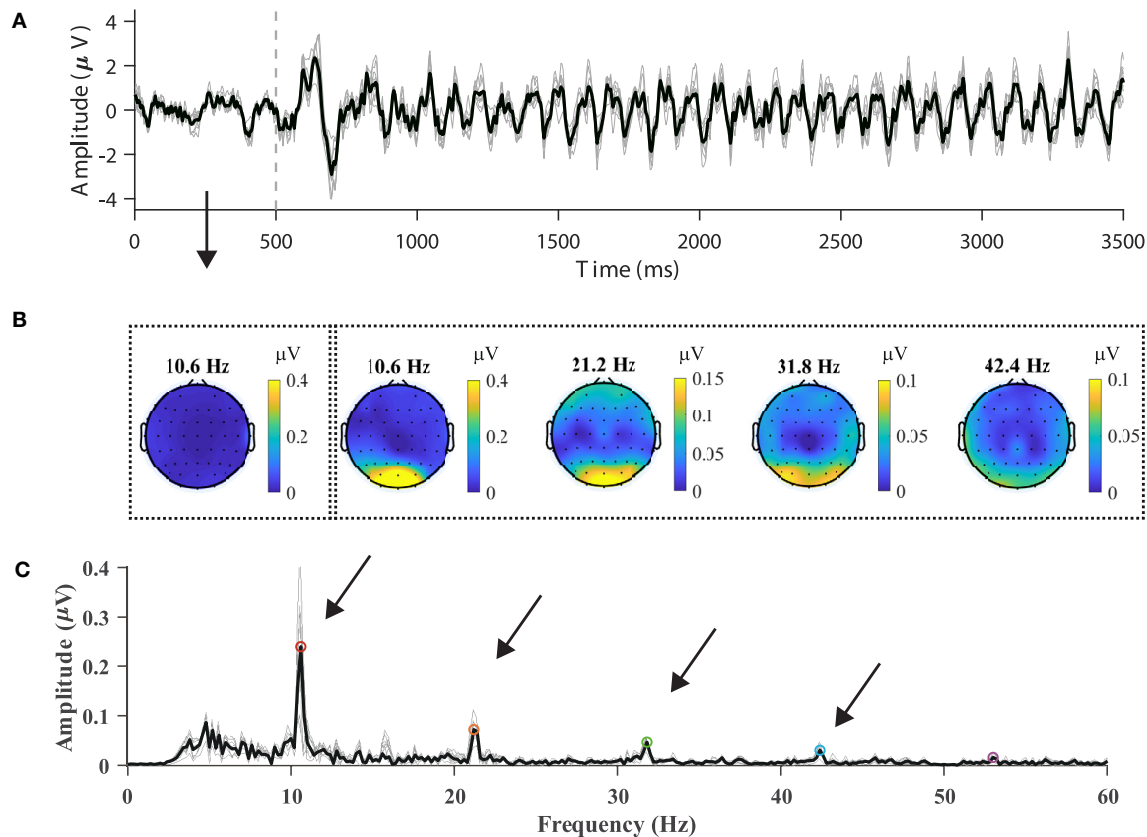 A
Amplitude (μ V)
4
2
0
-2
-4
0 500 1000 1500 2000 2500 3000 3500
Time (ms)
B
10.6 Hz μV 0.4 0.2 0
10.6 Hz μV 0.4 0.2 0
21.2 Hz μV 0.15 0.1 0.05 0
31.8 Hz μV 0.1 0.05 0
42.4 Hz μV 0.1 0.05 0
C
Amplitude (μV)
0.4
0.3
0.2
0.1
0
0 10 20 30 40 50 60
Frequency (Hz)